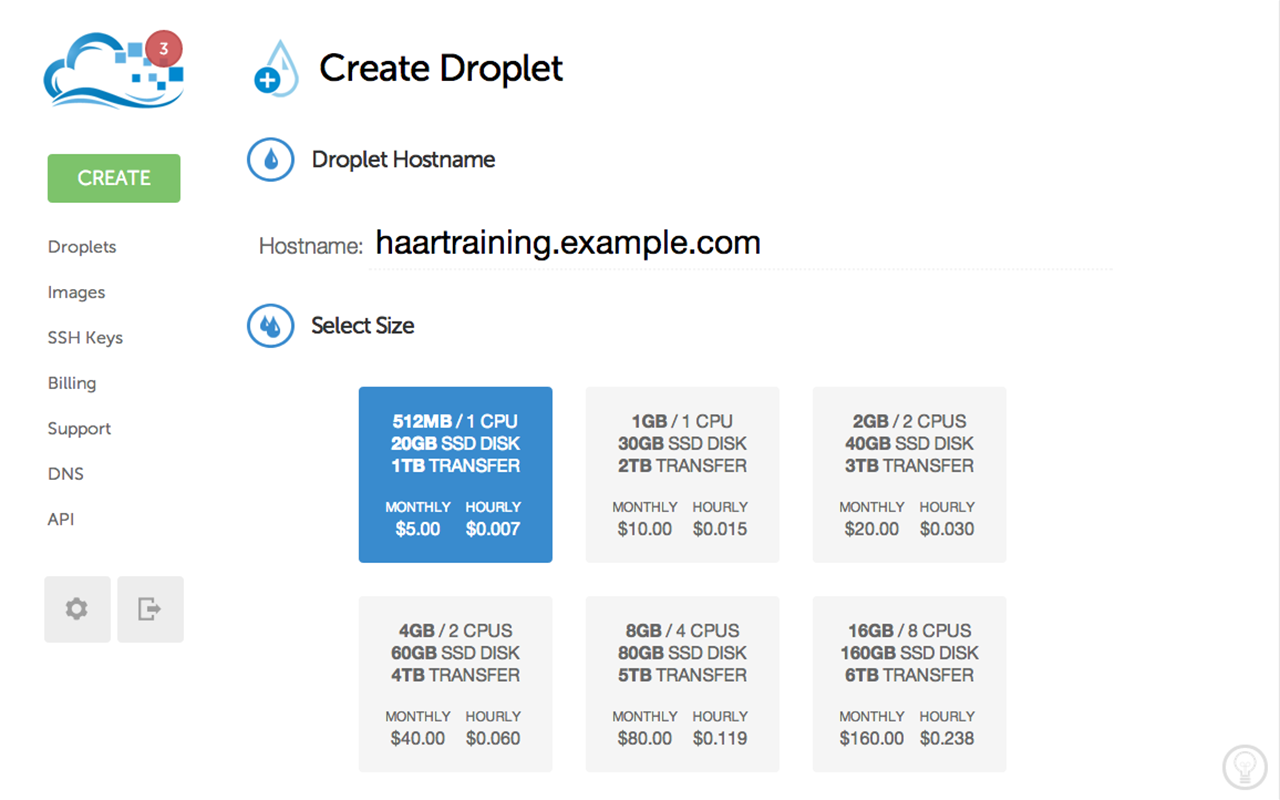 3
Create Droplet
CREATE
Droplets
Images
SSH Keys
Billing
Support
DNS
API
Droplet Hostname
Hostname: haartraining.example.com
Select Size
512MB / 1 CPU
20GB SSD DISK
1TB TRANSFER
MONTHLY HOURLY
$5.00 $0.007
1GB / 1 CPU
30GB SSD DISK
2TB TRANSFER
MONTHLY HOURLY
$10.00 $0.015
2GB / 2 CPUS
40GB SSD DISK
3TB TRANSFER
MONTHLY HOURLY
$20.00 $0.030
4GB / 2 CPUS
60GB SSD DISK
4TB TRANSFER
MONTHLY HOURLY
$40.00 $0.060
8GB / 4 CPUS
80GB SSD DISK
5TB TRANSFER
MONTHLY HOURLY
$80.00 $0.119
16GB / 8 CPUS
160GB SSD DISK
6TB TRANSFER
MONTHLY HOURLY
$160.00 $0.238